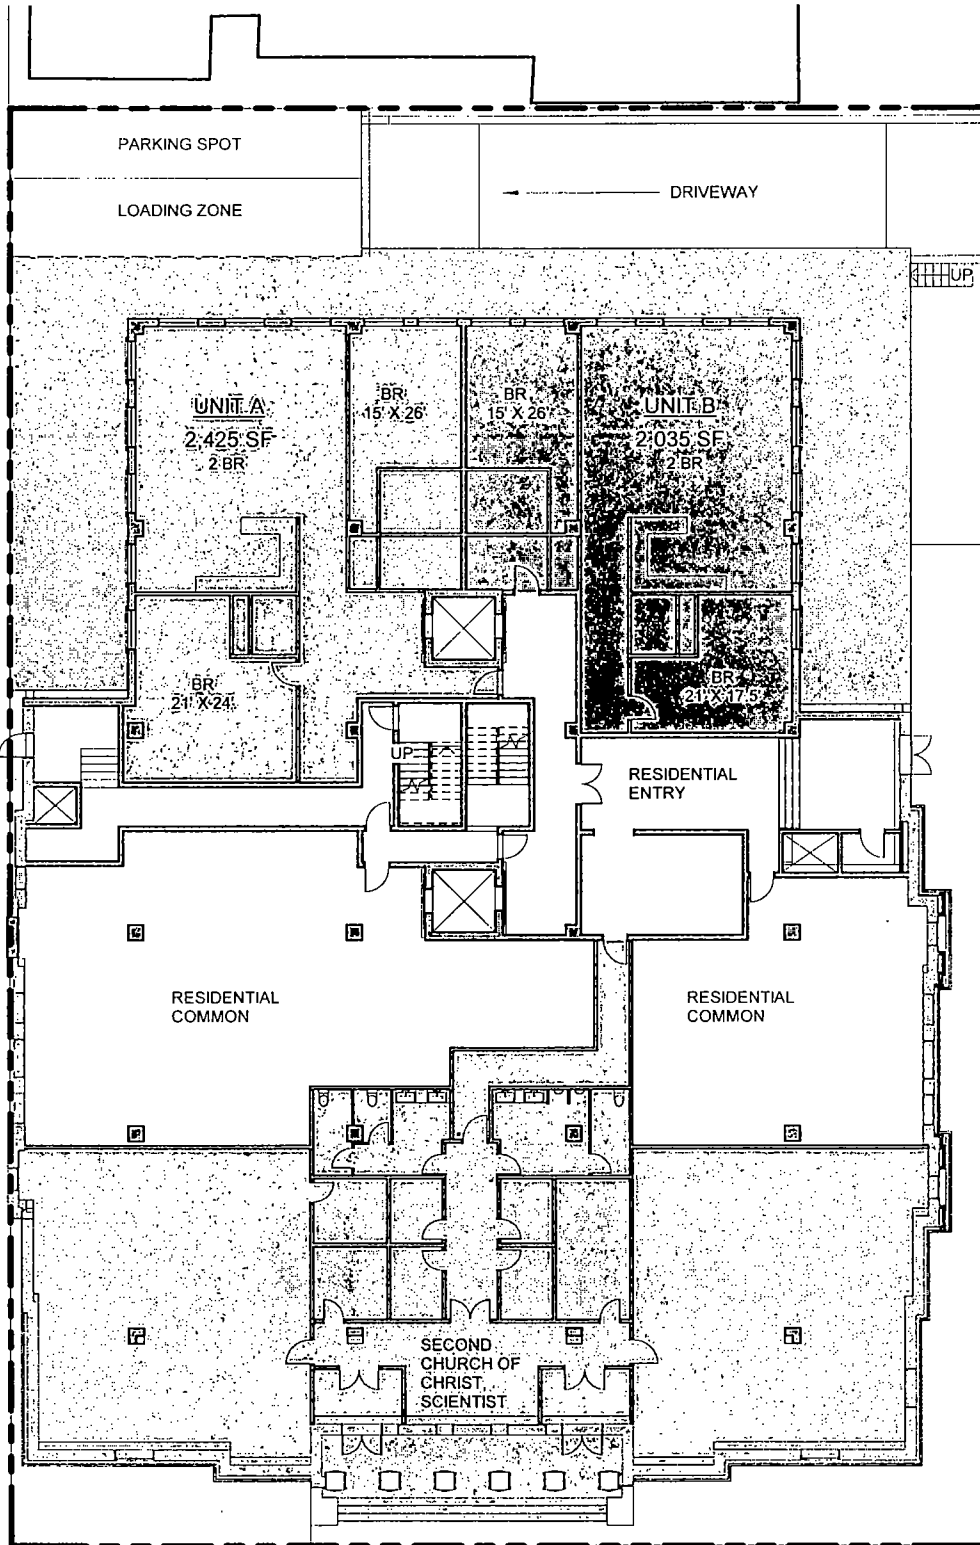 PARKING SPOT
LOADING ZONE
DRIVEWAY
UP
UNIT A
2,425 SF
2 BR
BR
15' X 26'
BR
15' X 26'
UNIT B
2,035 SF
2 BR
BR
21' X 24'
BR
21' X 17.5'
UP
RESIDENTIAL
ENTRY
RESIDENTIAL
COMMON
RESIDENTIAL
COMMON
SECOND
CHURCH OF
CHRIST,
SCIENTIST